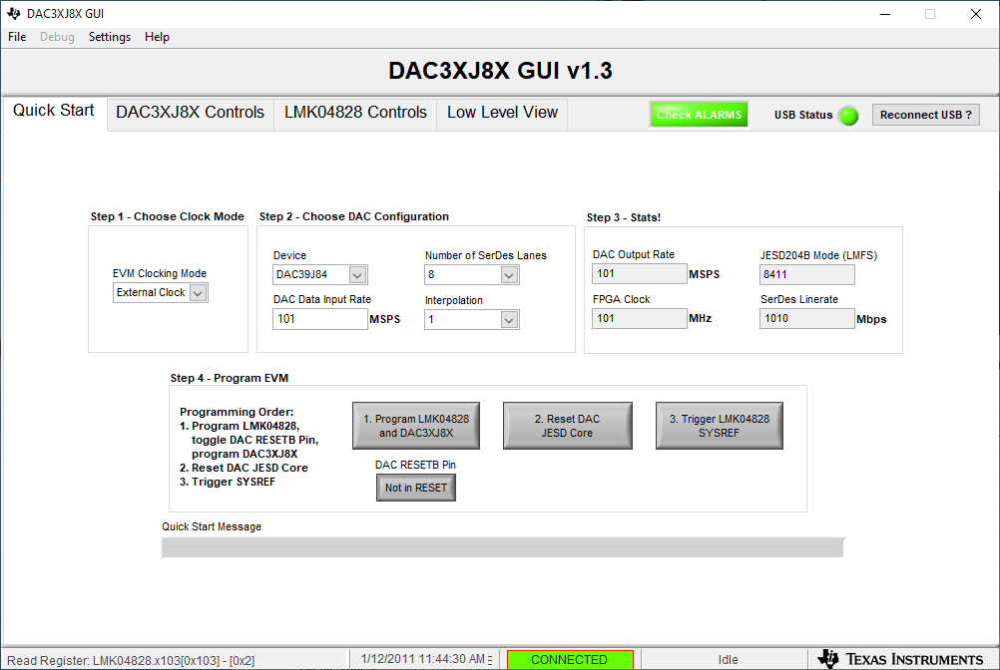 DAC3XJ8X GUI
File Debug Settings Help
DAC3XJ8X GUI v1.3
Quick Start DAC3XJ8X Controls LMK04828 Controls Low Level View Check ALARMS USB Status Reconnect USB ?
Step 1 - Choose Clock Mode
EVM Clocking Mode
External Clock
Step 2 - Choose DAC Configuration
Device
DAC39J84
Number of SerDes Lanes
8
DAC Data Input Rate
101 MSPS
Interpolation
1
Step 3 - Stats!
DAC Output Rate
101 MSPS
JESD204B Mode (LMFS)
8411
FPGA Clock
101 MHz
SerDes Linerate
1010 Mbps
Step 4 - Program EVM
Programming Order:
1. Program LMK04828,
toggle DAC RESETB Pin,
program DAC3XJ8X
2. Reset DAC JESD Core
3. Trigger SYSREF
1. Program LMK04828
and DAC3XJ8X
2. Reset DAC
JESD Core
3. Trigger LMK04828
SYSREF
DAC RESETB Pin
Not in RESET
Quick Start Message
Read Register: LMK04828.x103[0x103] - [0x2] 1/12/2011 11:44:30 AM CONNECTED Idle TEXAS INSTRUMENTS